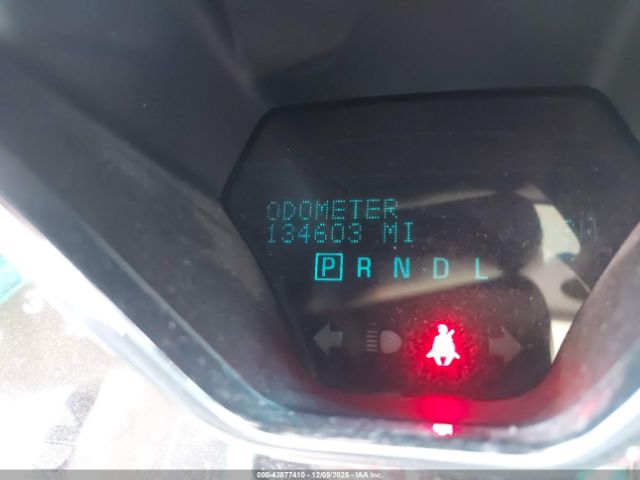 ODOMETER
134603 MI
P R N D L
000-43877410 - 12/09/2025 - IAA Inc.